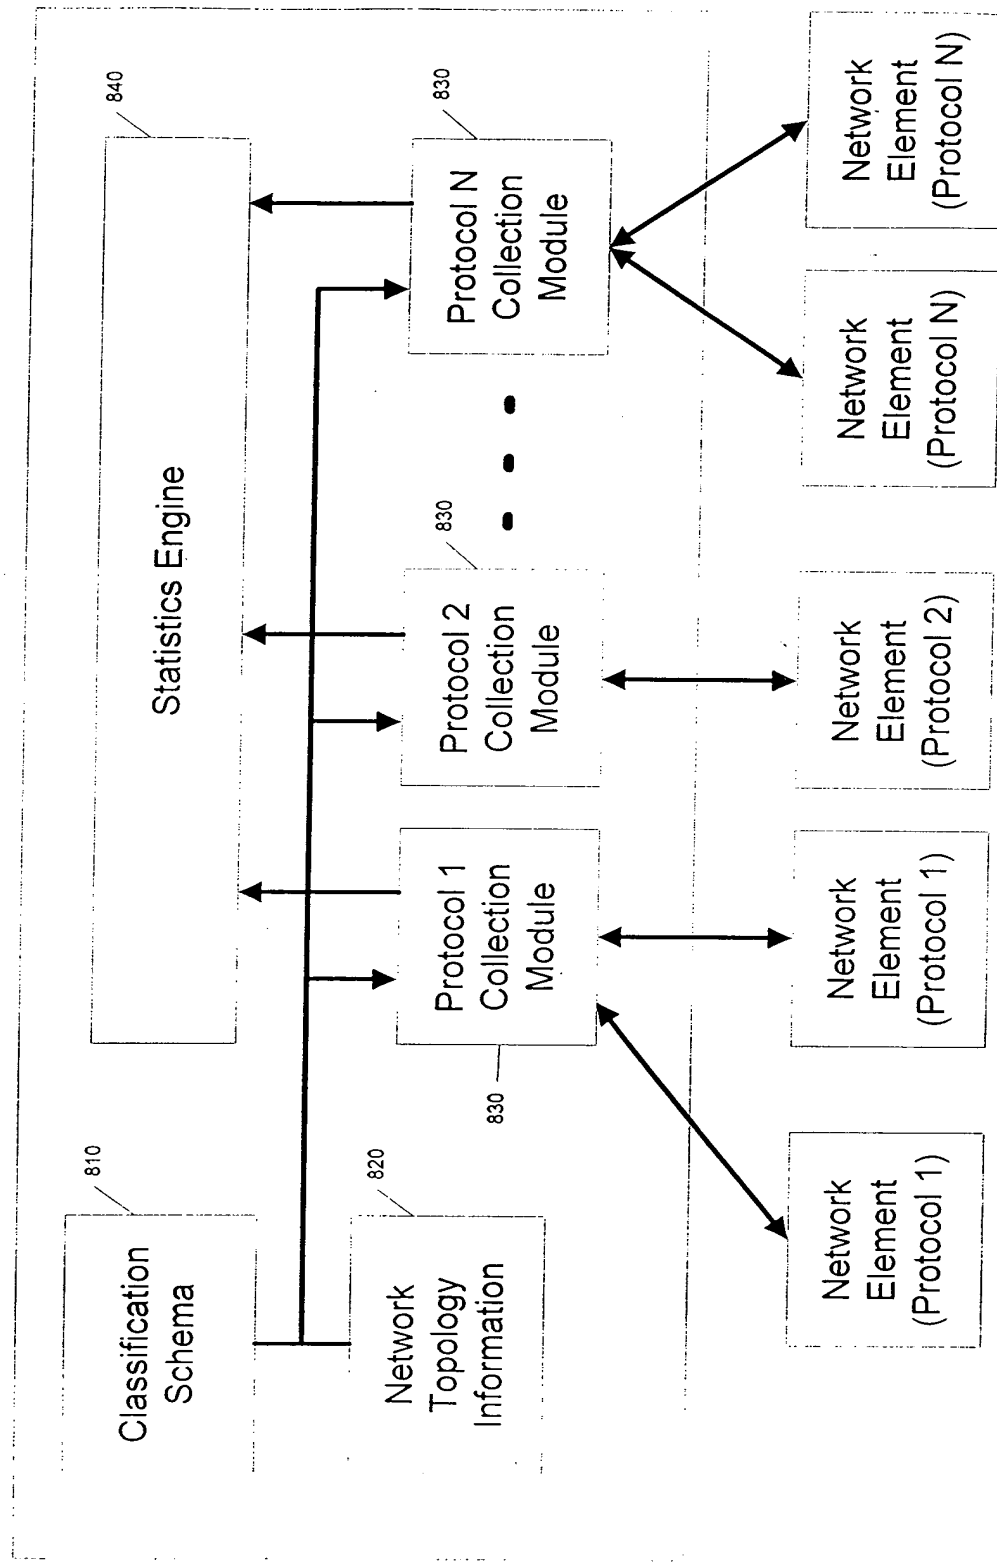 840
Statistics Engine
810
Classification
Schema
820
Network
Topology
Information
830
Protocol 1
Collection
Module
830
Protocol 2
Collection
Module
830
Protocol N
Collection
Module
Network
Element
(Protocol 1)
Network
Element
(Protocol 1)
Network
Element
(Protocol 2)
Network
Element
(Protocol N)
Network
Element
(Protocol N)